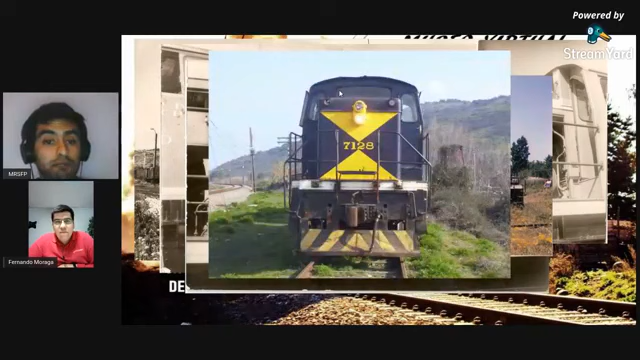 Powered by
StreamYard
7128
MRSFP
Fernando Moraga
DE